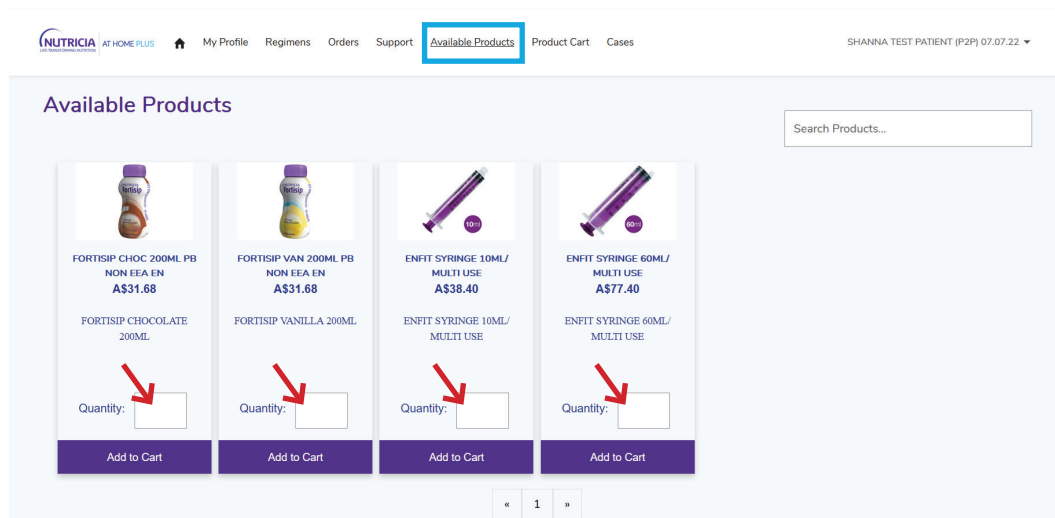 NUTRICIA
LIFE-TRANSFORMING NUTRITION
AT HOME PLUS
My Profile Regimens Orders Support Available Products Product Cart Cases
SHANNA TEST PATIENT (P2P) 07.07.22
Available Products
Search Products...
Fortisip
Fortisip
10ml
60ml
FORTISIP CHOC 200ML PB
NON EEA EN
A$31.68
FORTISIP CHOCOLATE
200ML
Quantity:
Add to Cart
FORTISIP VAN 200ML PB
NON EEA EN
A$31.68
FORTISIP VANILLA 200ML
Quantity:
Add to Cart
ENFIT SYRINGE 10ML/
MULTI USE
A$38.40
ENFIT SYRINGE 10ML/
MULTI USE
Quantity:
Add to Cart
ENFIT SYRINGE 60ML/
MULTI USE
A$77.40
ENFIT SYRINGE 60ML/
MULTI USE
Quantity:
Add to Cart
« 1 »